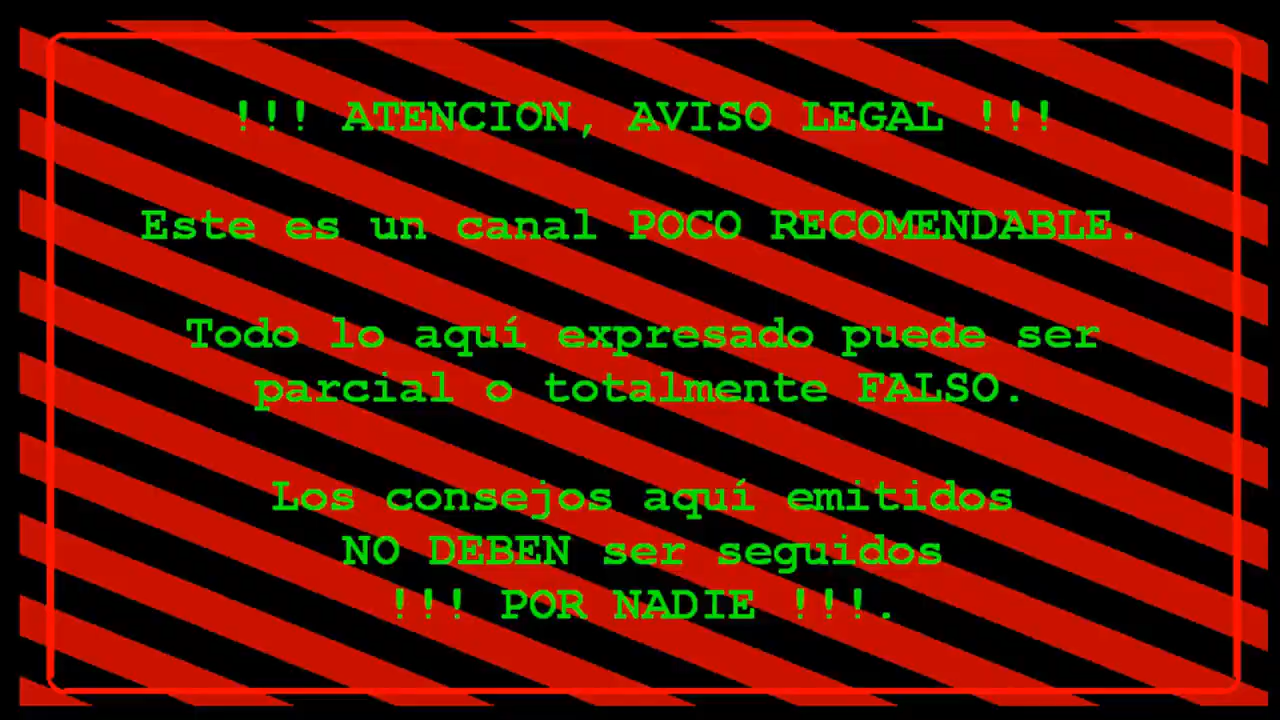 !!! ATENCION, AVISO LEGAL !!!
Este es un canal POCO RECOMENDABLE.
Todo lo aquí expresado puede ser
parcial o totalmente FALSO.
Los consejos aquí emitidos
NO DEBEN ser seguidos
!!! POR NADIE !!!.